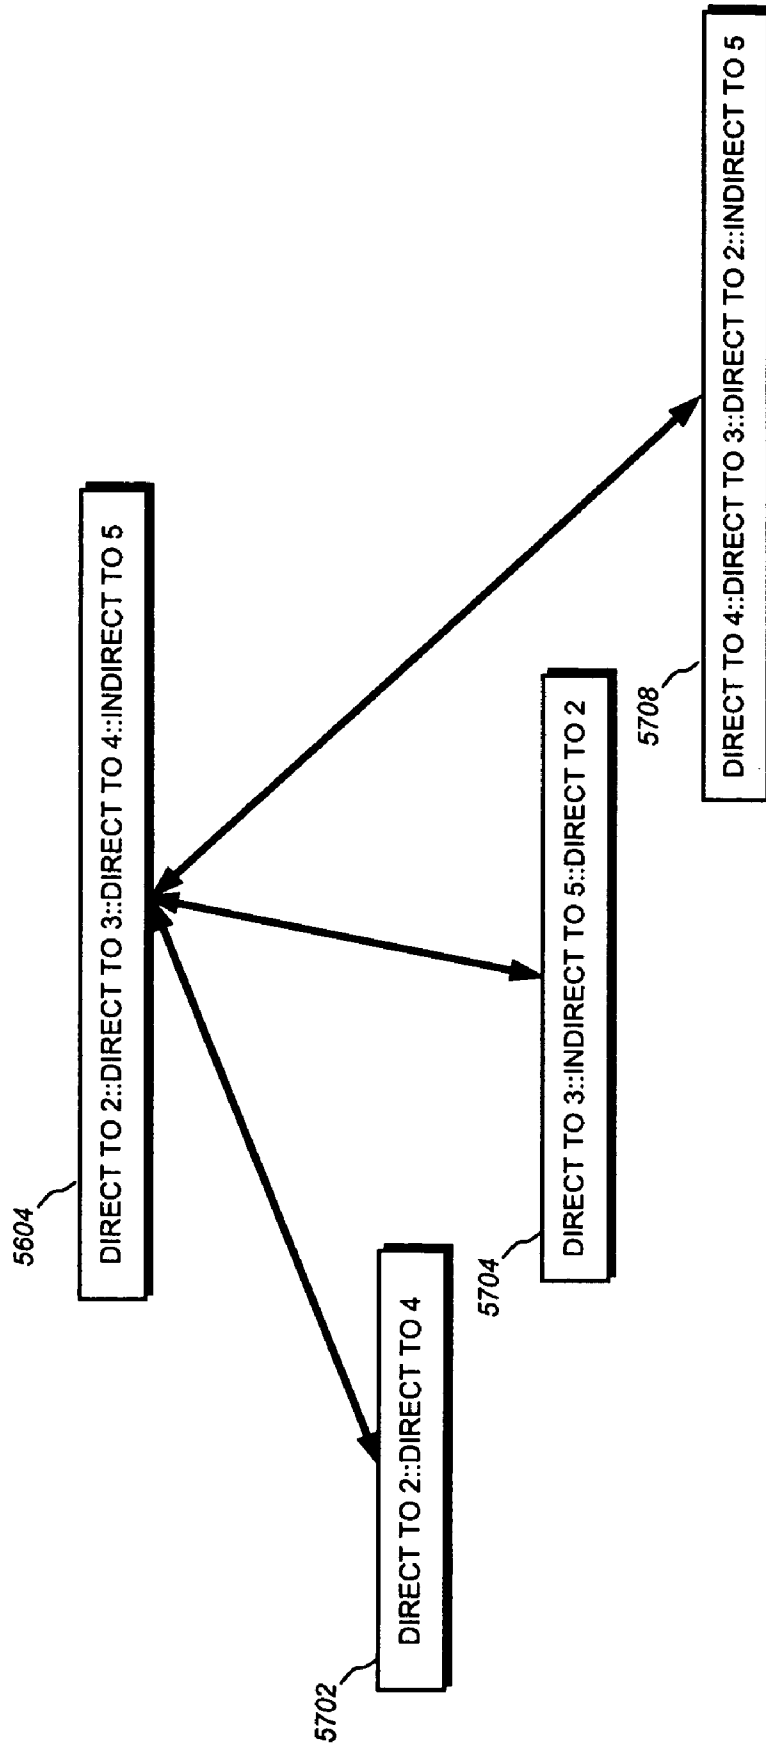 5604
DIRECT TO 2::DIRECT TO 3::DIRECT TO 4::INDIRECT TO 5
5702
DIRECT TO 2::DIRECT TO 4
5704
DIRECT TO 3::INDIRECT TO 5::DIRECT TO 2
5708
DIRECT TO 4::DIRECT TO 3::DIRECT TO 2::INDIRECT TO 5